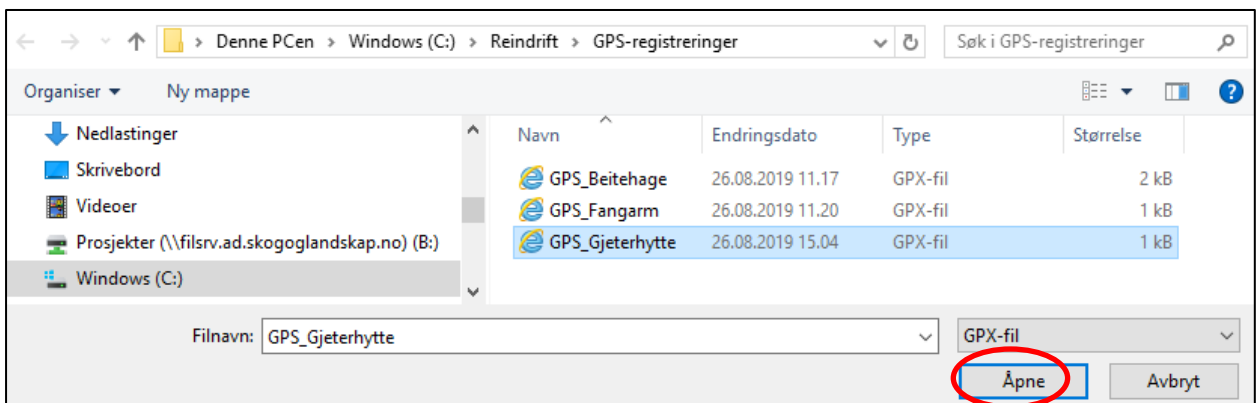 Denne PCen > Windows (C:) > Reindrift > GPS-registreringer
Søk i GPS-registreringer
Organiser
Ny mappe
Nedlastinger
Skrivebord
Videoer
Prosjekter (\\filsrv.ad.skogoglandskap.no) (B:)
Windows (C:)
Navn Endringsdato Type Størrelse
GPS_Beitehage 26.08.2019 11.17 GPX-fil 2 kB
GPS_Fangarm 26.08.2019 11.20 GPX-fil 1 kB
GPS_Gjeterhytte 26.08.2019 15.04 GPX-fil 1 kB
Filnavn: GPS_Gjeterhytte
GPX-fil
Åpne Avbryt